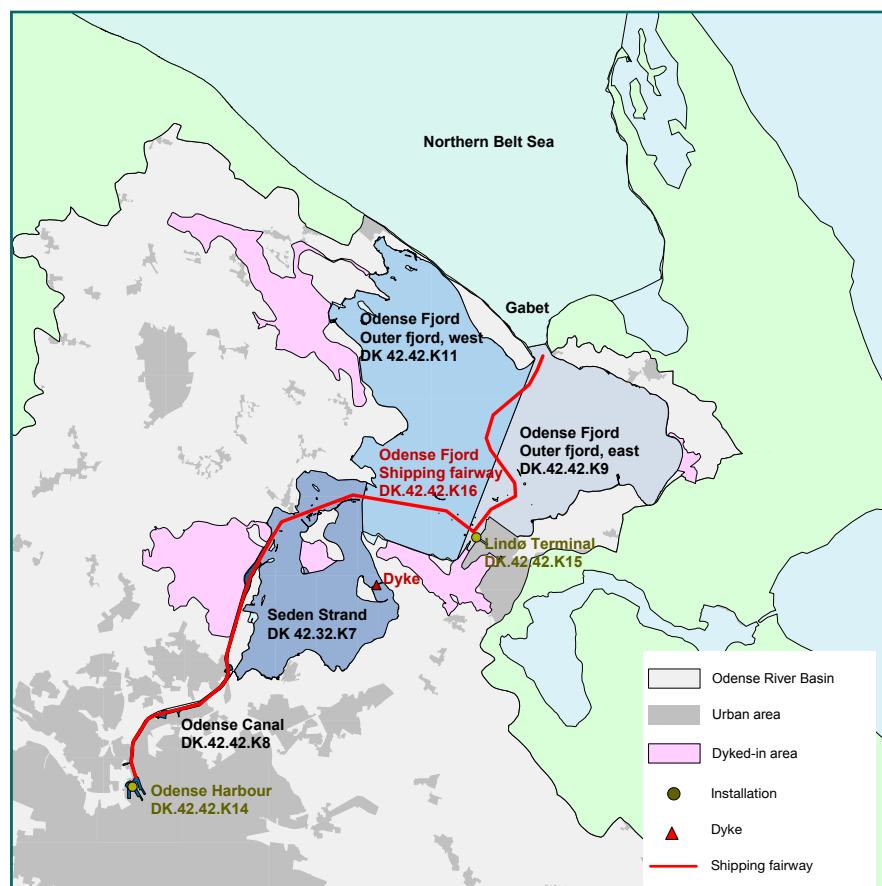 Northern Belt Sea
Gabet
Odense Fjord
Outer fjord, west
DK 42.42.K11
Odense Fjord
Outer fjord, east
DK.42.42.K9
Odense Fjord
Shipping fairway
DK.42.42.K16
Lindø Terminal
DK.42.42.K15
Dyke
Seden Strand
DK 42.32.K7
Odense Canal
DK.42.42.K8
Odense Harbour
DK.42.42.K14
Odense River Basin
Urban area
Dyked-in area
Installation
Dyke
Shipping fairway